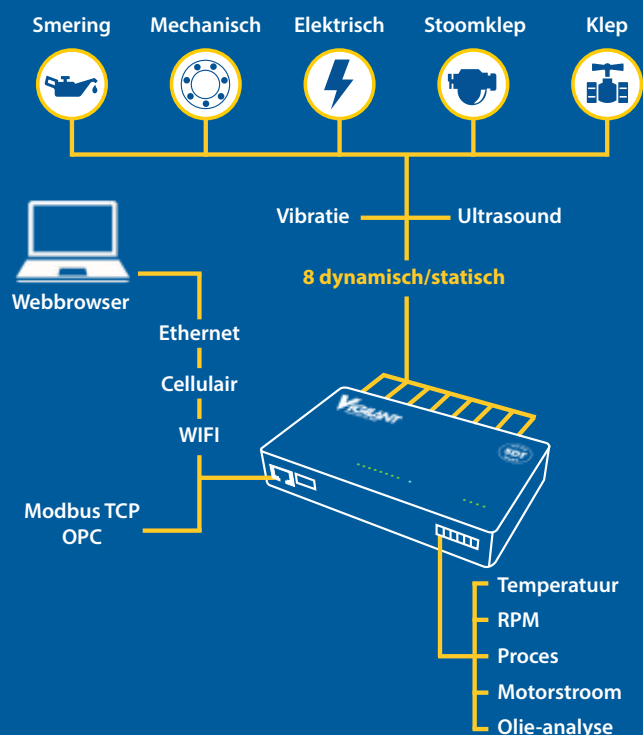 Smering
Mechanisch
Elektrisch
Stoomklep
Klep
Vibratie
Ultrasound
8 dynamisch/statisch
Webbrowser
Ethernet
Cellulair
WIFI
Modbus TCP
OPC
VIGILANT
SDT
Temperatuur
RPM
Proces
Motorstroom
Olie-analyse